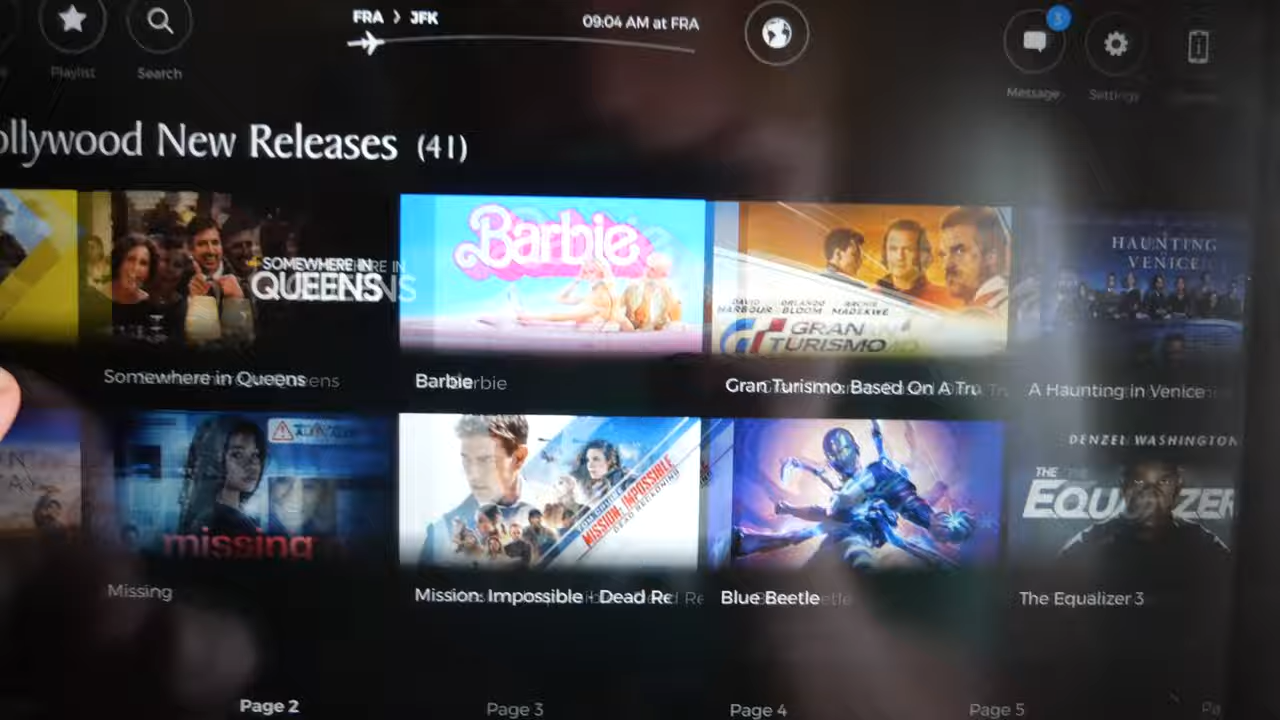 FRA > JFK
09:04 AM at FRA
3
Playlist
Search
Message
Settings
ollywood New Releases (41)
SOMEWHERE IN
QUEENS
Barbie
DAVID HARBOUR ORLANDO BLOOM ARCHIE MADEKWE
GRAN
TURISMO
HAUNTING
VENICE
Somewhere in Queens
Barbie
Gran Turismo: Based On A Tru
A Haunting in Venice
missing
MISSION: IMPOSSIBLE
DEAD RECKONING
DENZEL WASHINGTON
THE
EQUALIZER
Missing
Mission: Impossible - Dead Re
Blue Beetle
The Equalizer 3
Page 2
Page 3
Page 4
Page 5